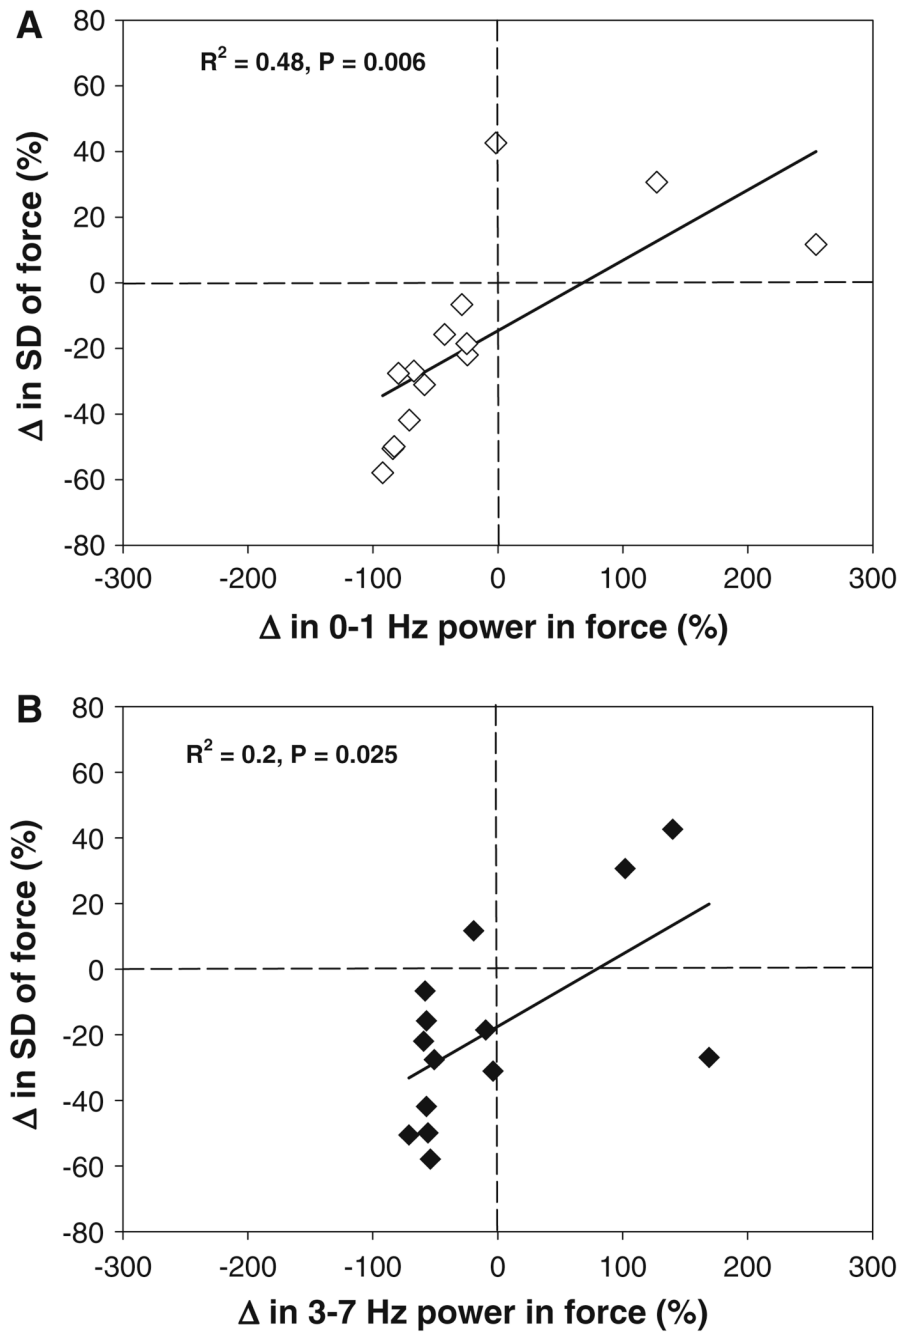 A
80
60
40
20
0
-20
-40
-60
-80
Δ in SD of force (%)
R² = 0.48, P = 0.006
-300 -200 -100 0 100 200 300
Δ in 0-1 Hz power in force (%)
B
80
60
40
20
0
-20
-40
-60
-80
Δ in SD of force (%)
R² = 0.2, P = 0.025
-300 -200 -100 0 100 200 300
Δ in 3-7 Hz power in force (%)